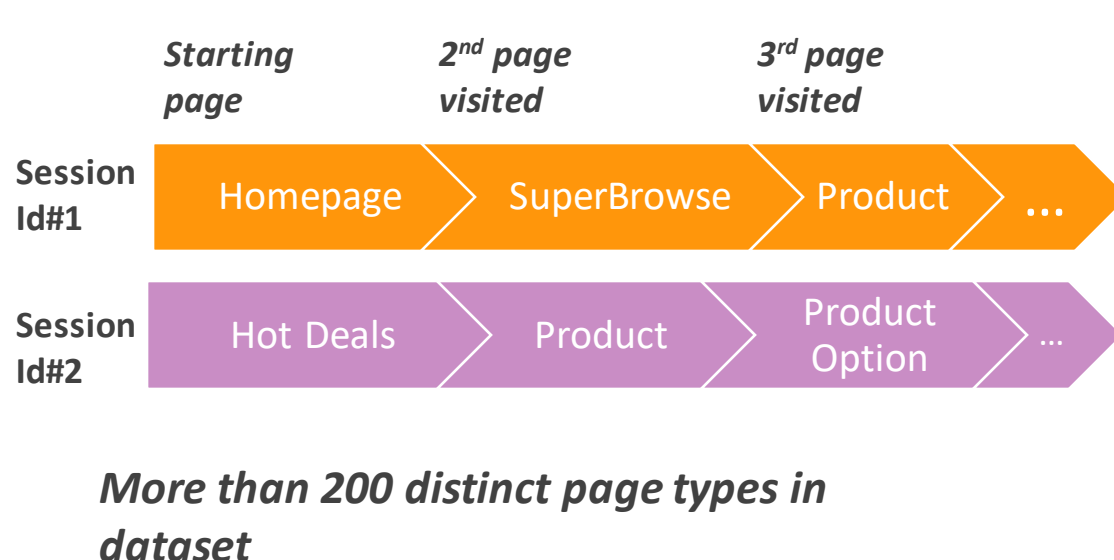 Starting page
2nd page visited
3rd page visited
Session Id#1
Homepage
SuperBrowse
Product
...
Session Id#2
Hot Deals
Product
Product Option
...
More than 200 distinct page types in
dataset